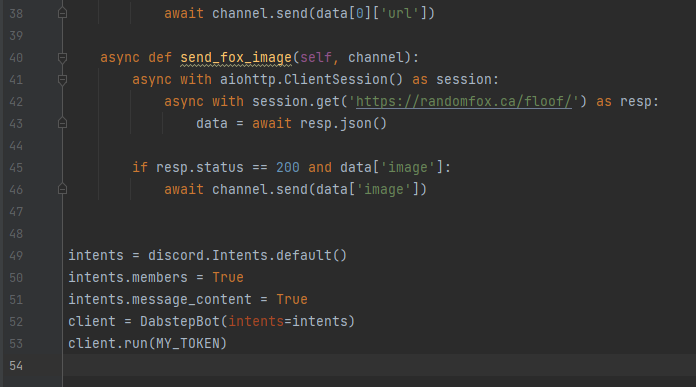 38 await channel.send(data[0]['url'])
39
40 async def send_fox_image(self, channel):
41 async with aiohttp.ClientSession() as session:
42 async with session.get('https://randomfox.ca/floof/') as resp:
43 data = await resp.json()
44
45 if resp.status == 200 and data['image']:
46 await channel.send(data['image'])
47
48
49 intents = discord.Intents.default()
50 intents.members = True
51 intents.message_content = True
52 client = DabstepBot(intents=intents)
53 client.run(MY_TOKEN)
54